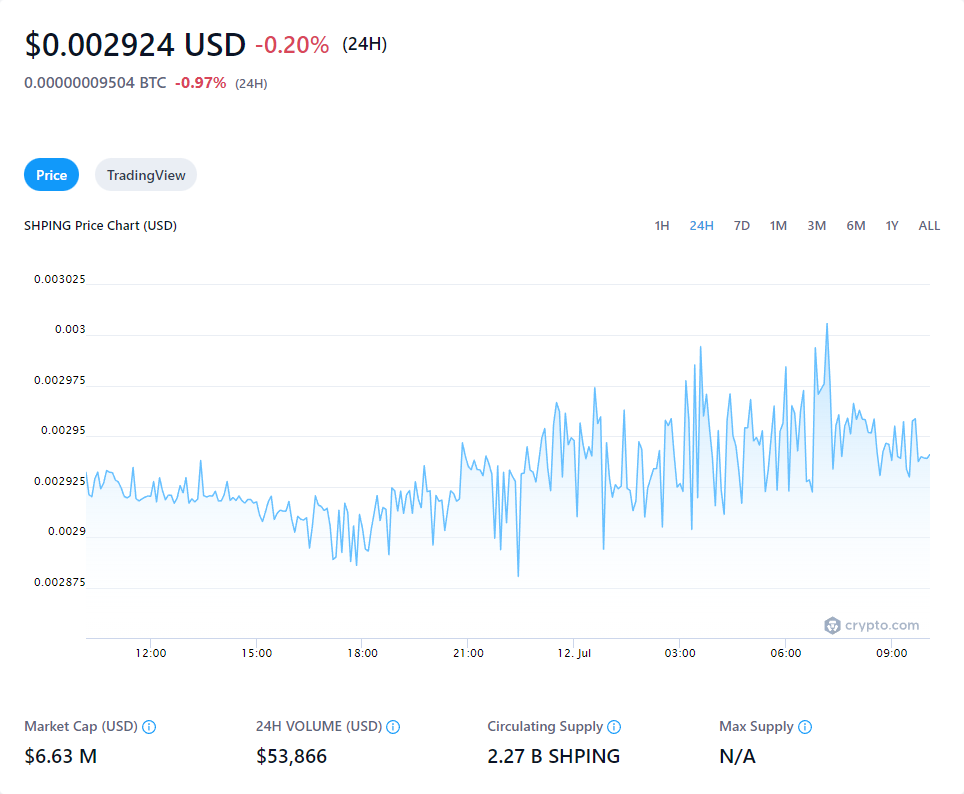 $0.002924 USD -0.20% (24H)
0.00000009504 BTC -0.97% (24H)
Price TradingView
SHPING Price Chart (USD) 1H 24H 7D 1M 3M 6M 1Y ALL
0.003025
0.003
0.002975
0.00295
0.002925
0.0029
0.002875
crypto.com
12:00 15:00 18:00 21:00 12. Jul 03:00 06:00 09:00
Market Cap (USD) 24H VOLUME (USD) Circulating Supply Max Supply
$6.63 M $53,866 2.27 B SHPING N/A